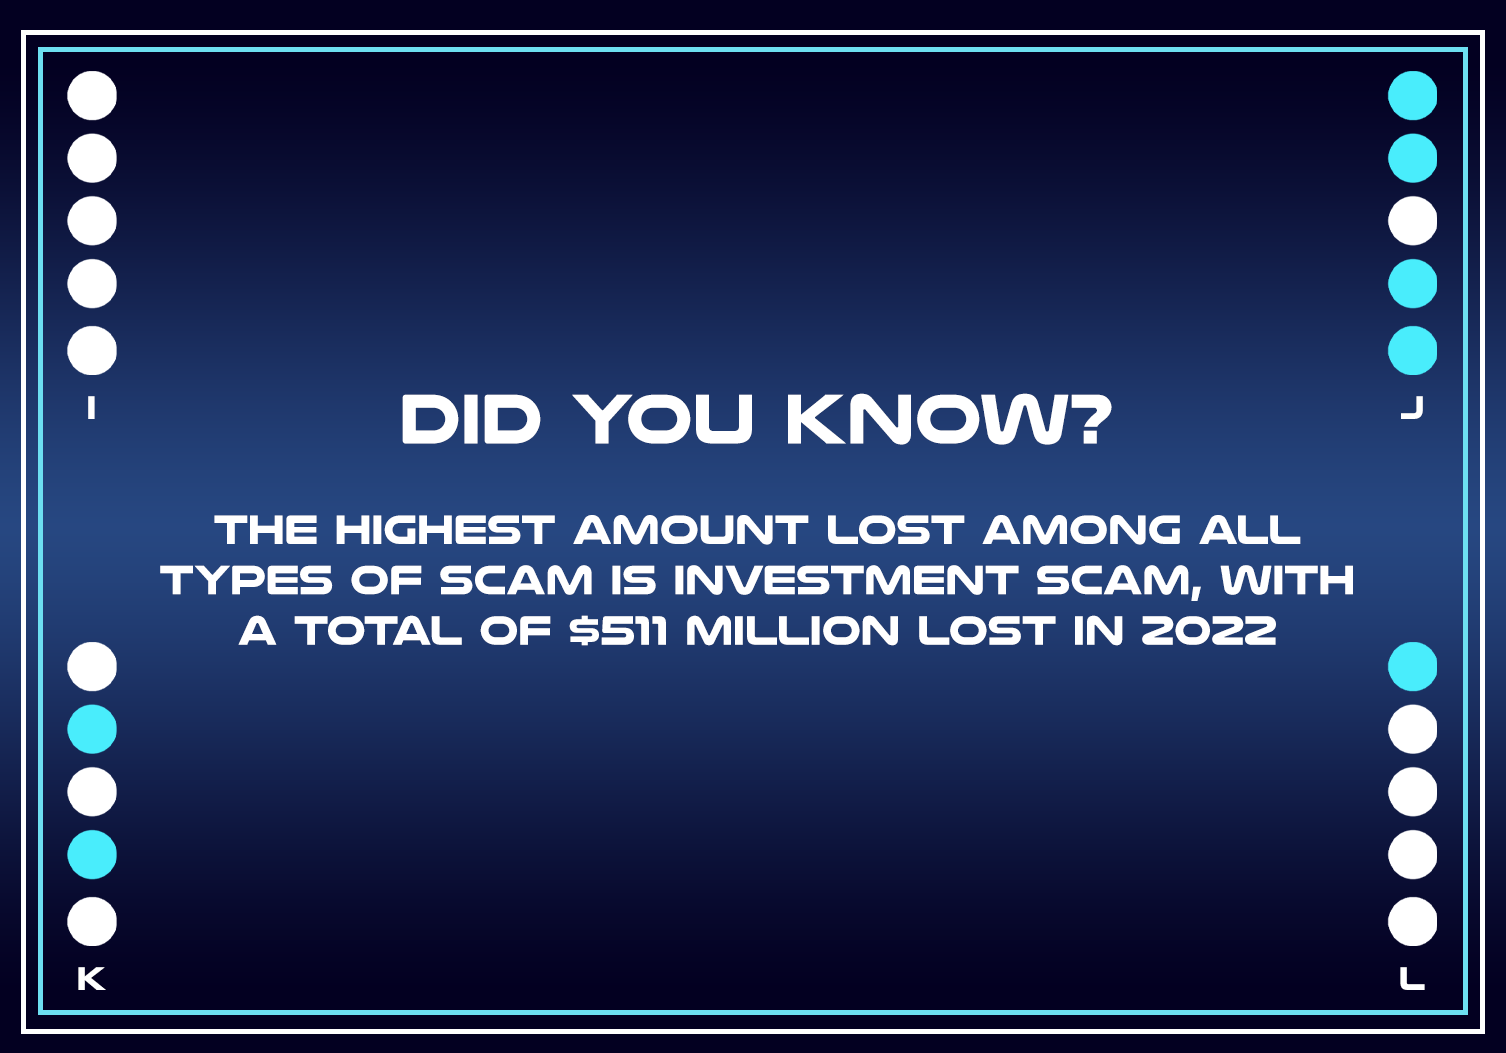 I
J
DID YOU KNOW?
THE HIGHEST AMOUNT LOST AMONG ALL
TYPES OF SCAM IS INVESTMENT SCAM, WITH
A TOTAL OF $511 MILLION LOST IN 2022
K
L